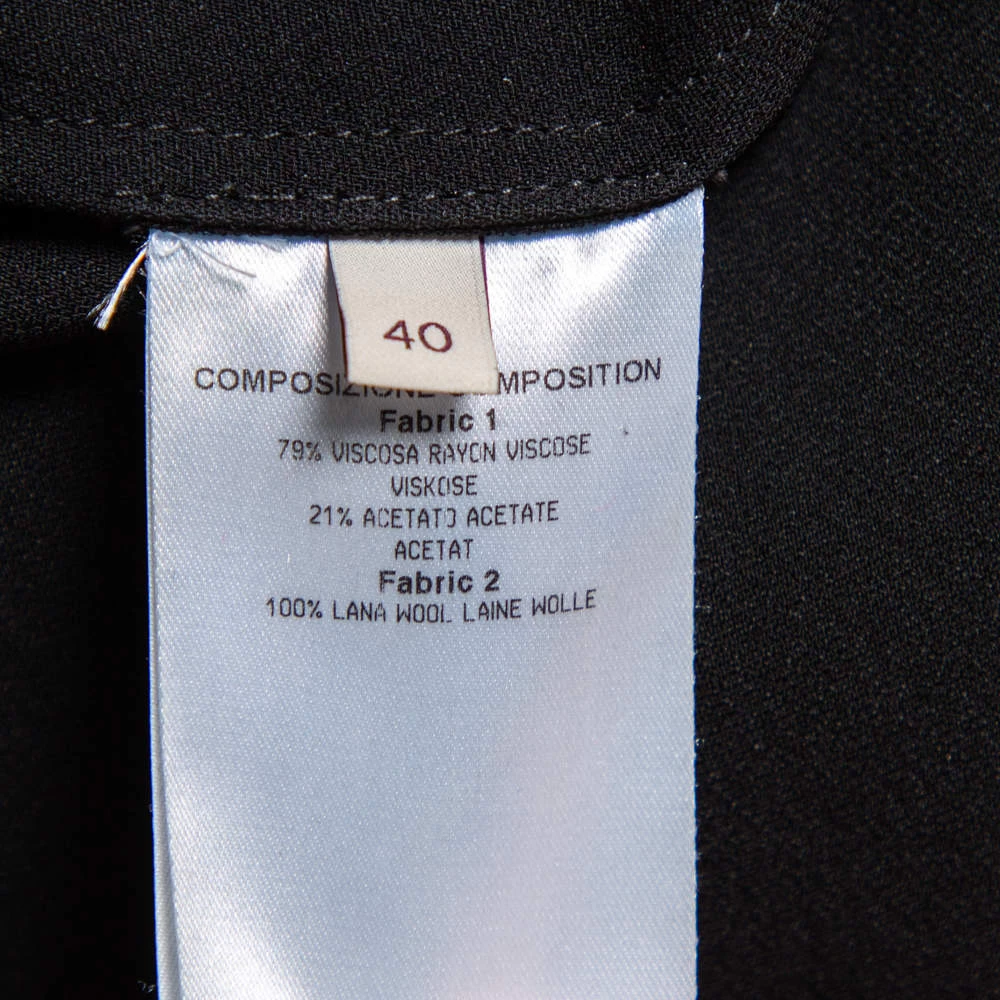 40
COMPOSIZIONE COMPOSITION
Fabric 1
79% VISCOSA RAYON VISCOSE
VISKOSE
21% ACETATO ACETATE
ACETAT
Fabric 2
100% LANA WOOL LAINE WOLLE